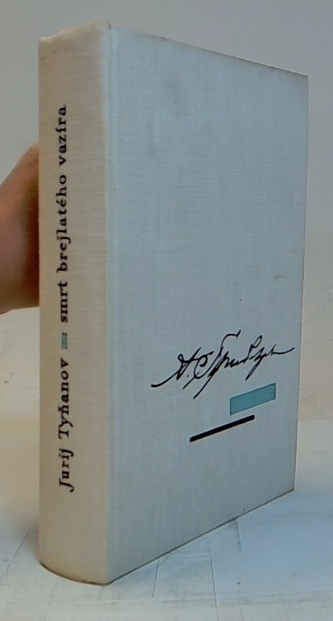 Jurij Tyňanov = smrt brejlatého vazíra